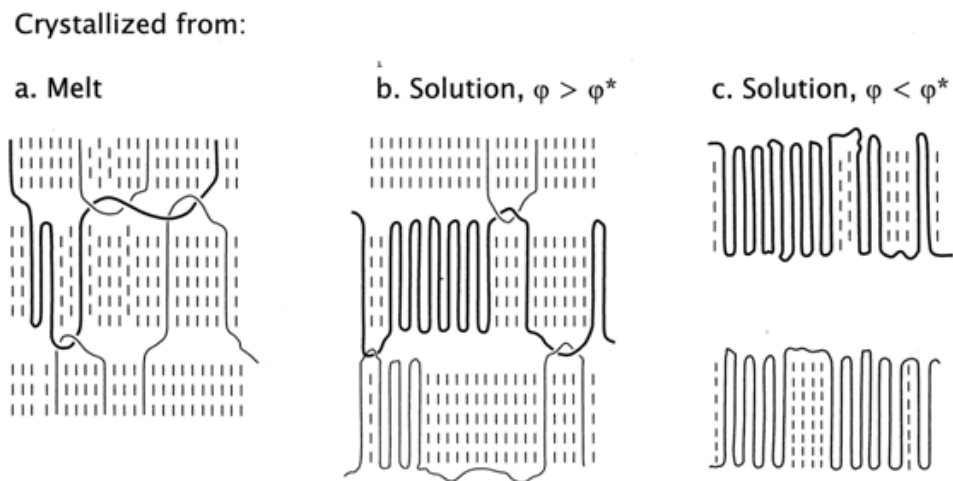 Crystallized from:
a. Melt
b. Solution, φ > φ*
c. Solution, φ < φ*